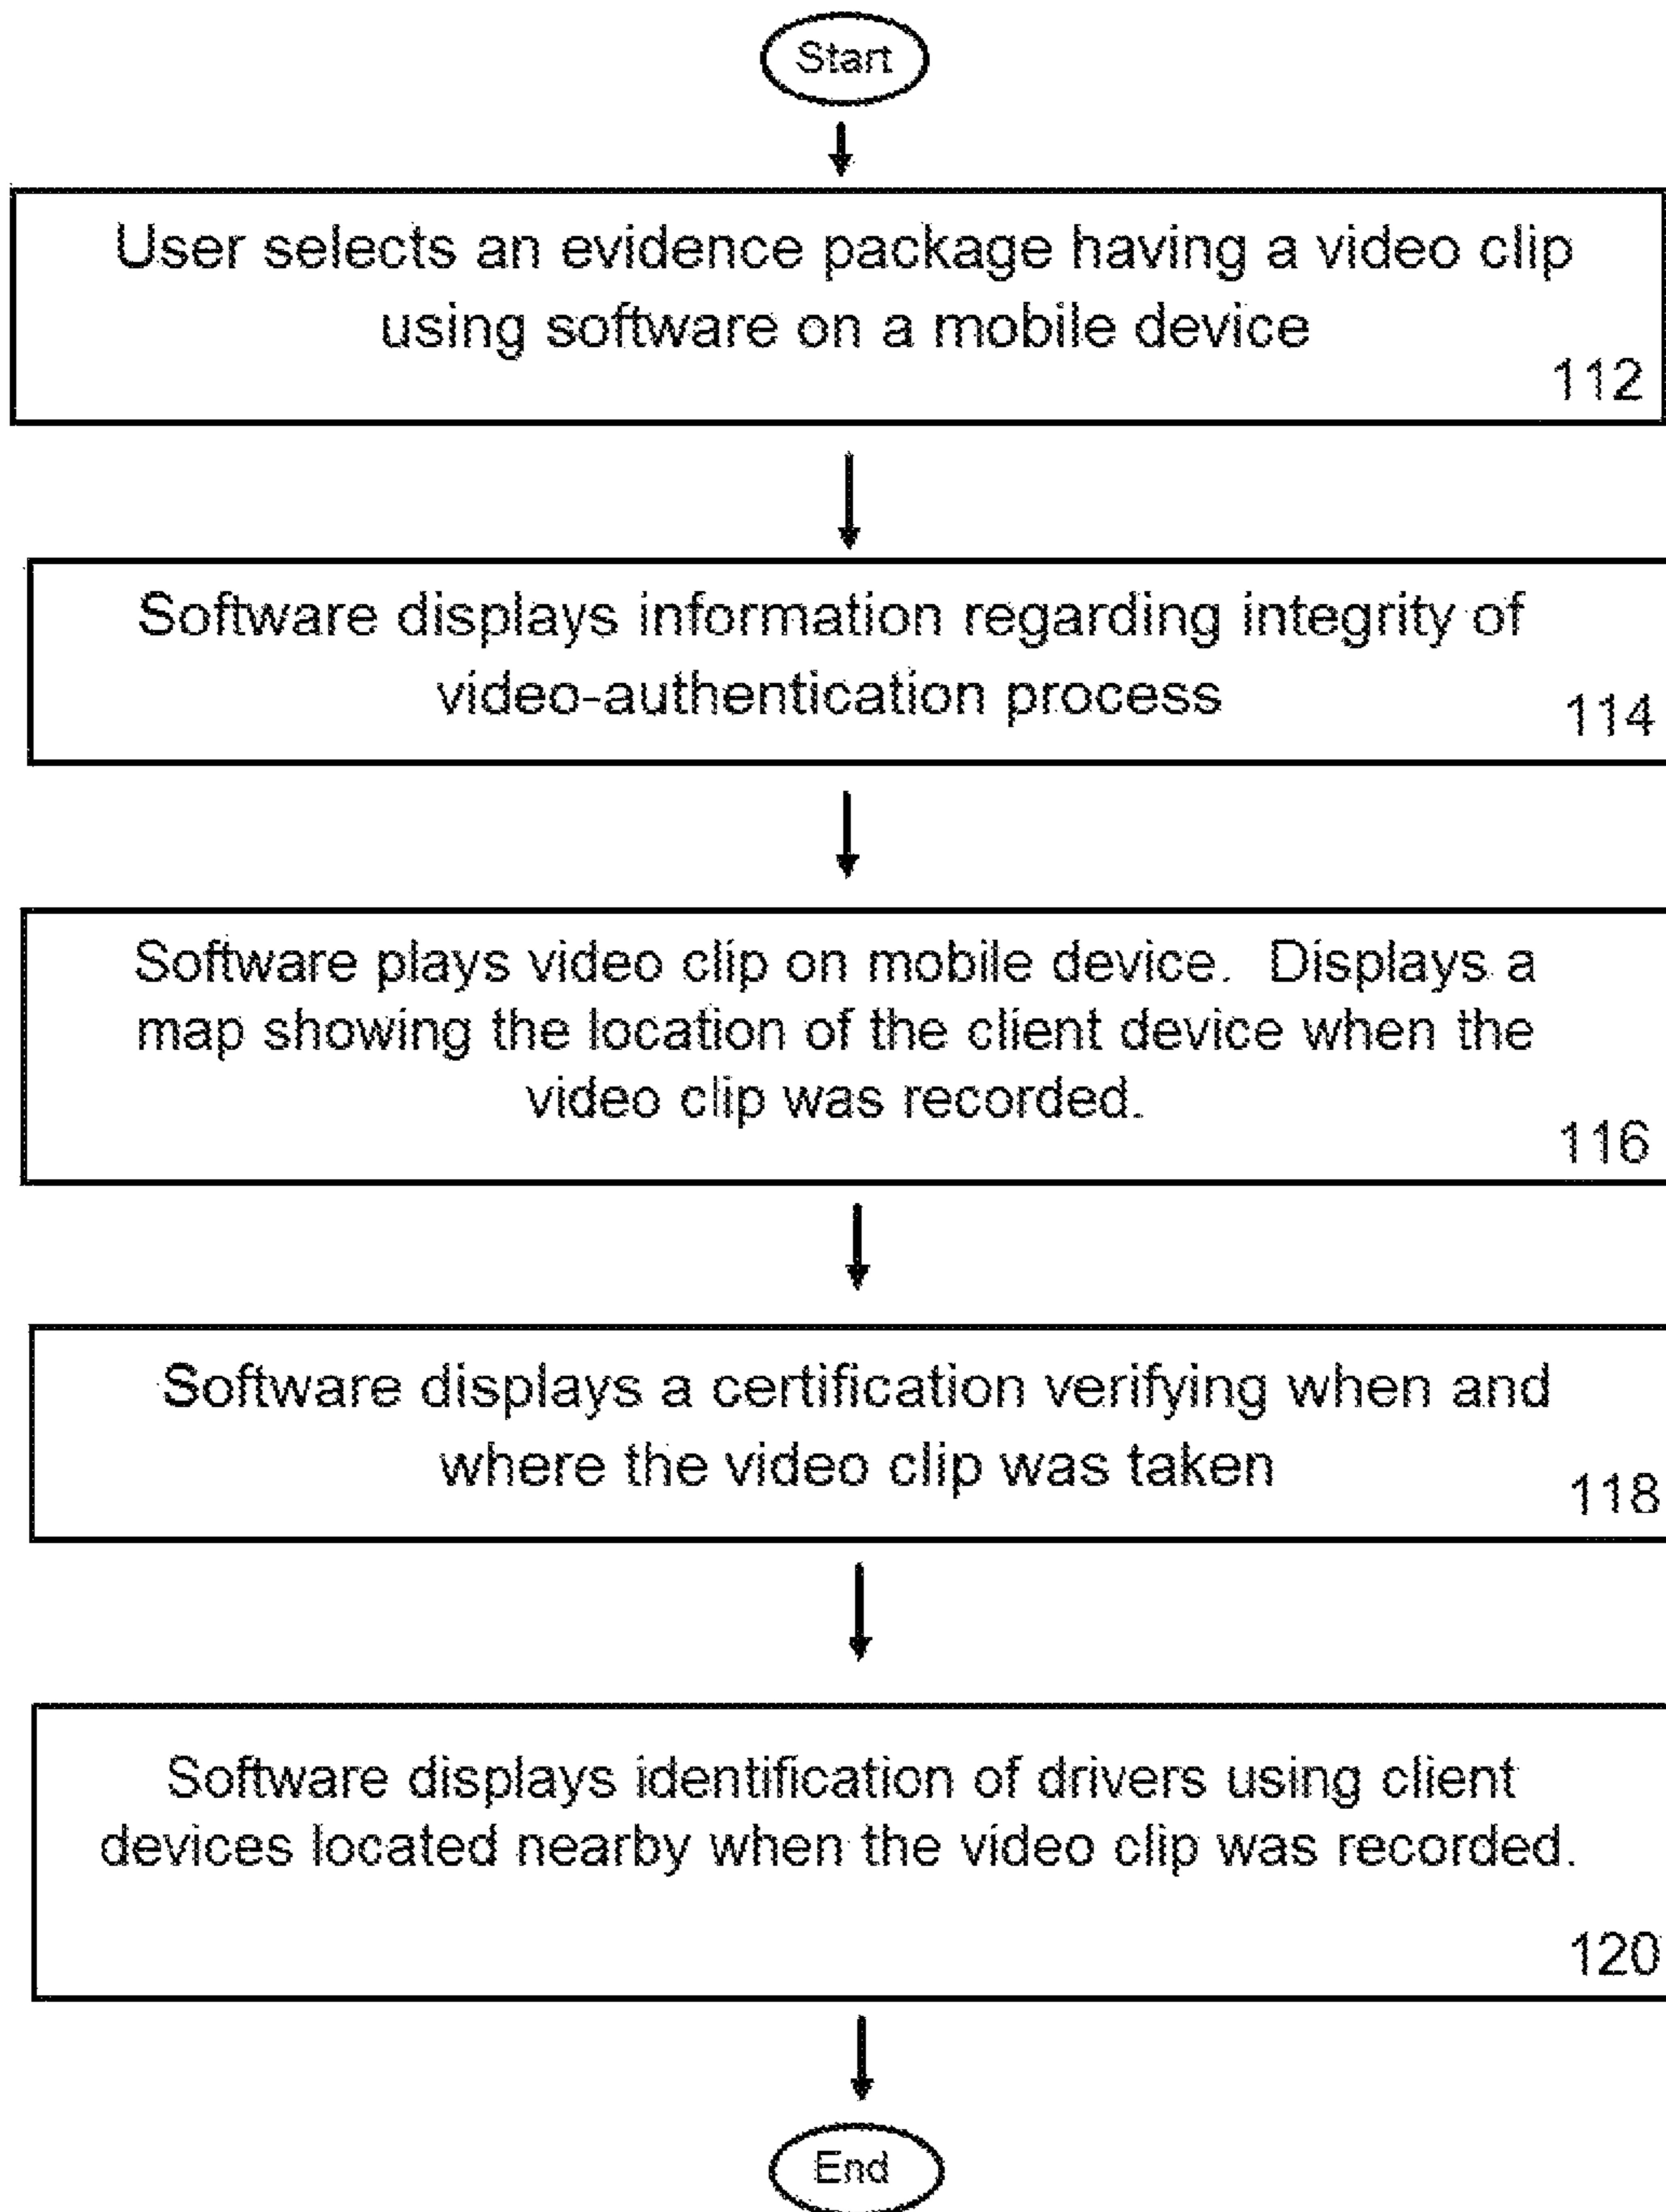 Start
User selects an evidence package having a video clip
using software on a mobile device
112
Software displays information regarding integrity of
video-authentication process
114
Software plays video clip on mobile device.  Displays a
map showing the location of the client device when the
video clip was recorded.
116
Software displays a certification verifying when and
where the video clip was taken
118
Software displays identification of drivers using client
devices located nearby when the video clip was recorded.
120
End